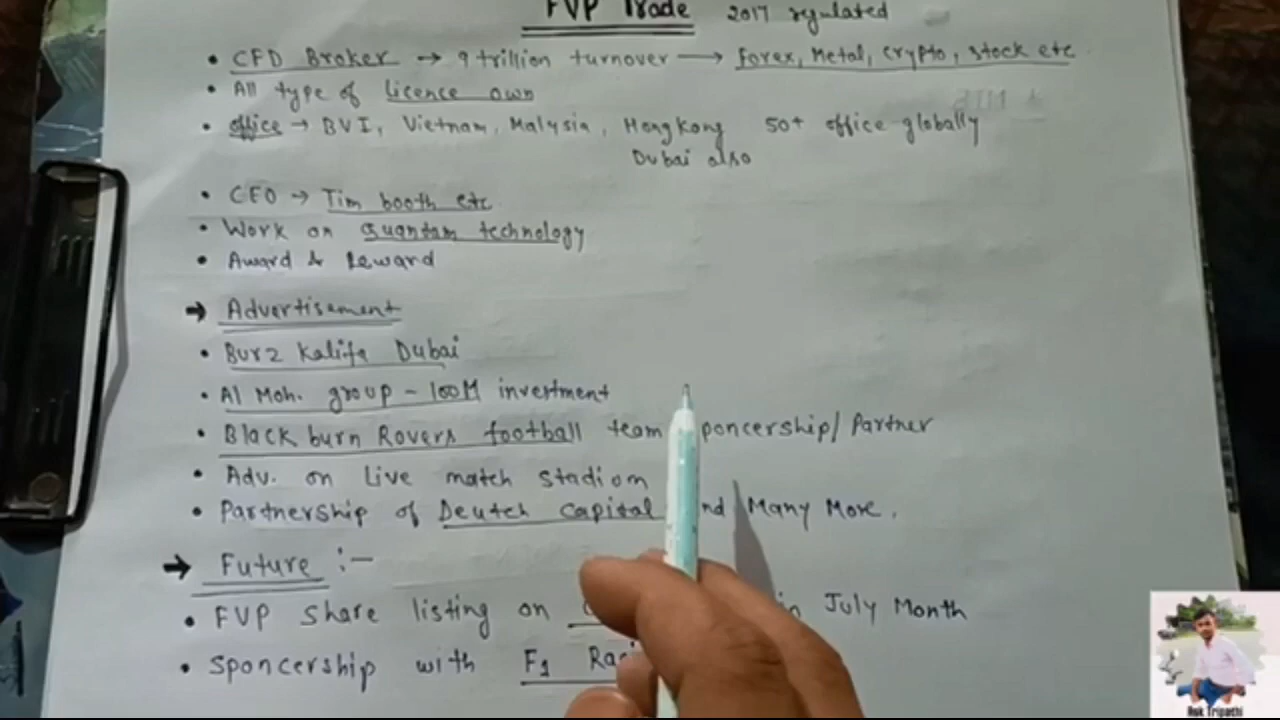 FVP Trade 2017 regulated
• CFD Broker → 9 trillion turnover → Forex, Metal, crypto, stock etc
• All type of licence own
• office → BVI, Vietnam, Malysia, Hongkong 50+ office globally
Dubai also
• CFO → Tim booth etc.
• Work on Quantam technology
• Award & Reward
→ Advertisement
• Burz Kalifa Dubai
• Al Moh. group - 100M investment
• Black burn Rovers football team poncership/Partner
• Adv. on Live match stadiom
• Partnership of Deutch capital nd Many More.
→ Future :-
• FVP share listing on in July Month
• sponcership with F1
Ask Tripathi